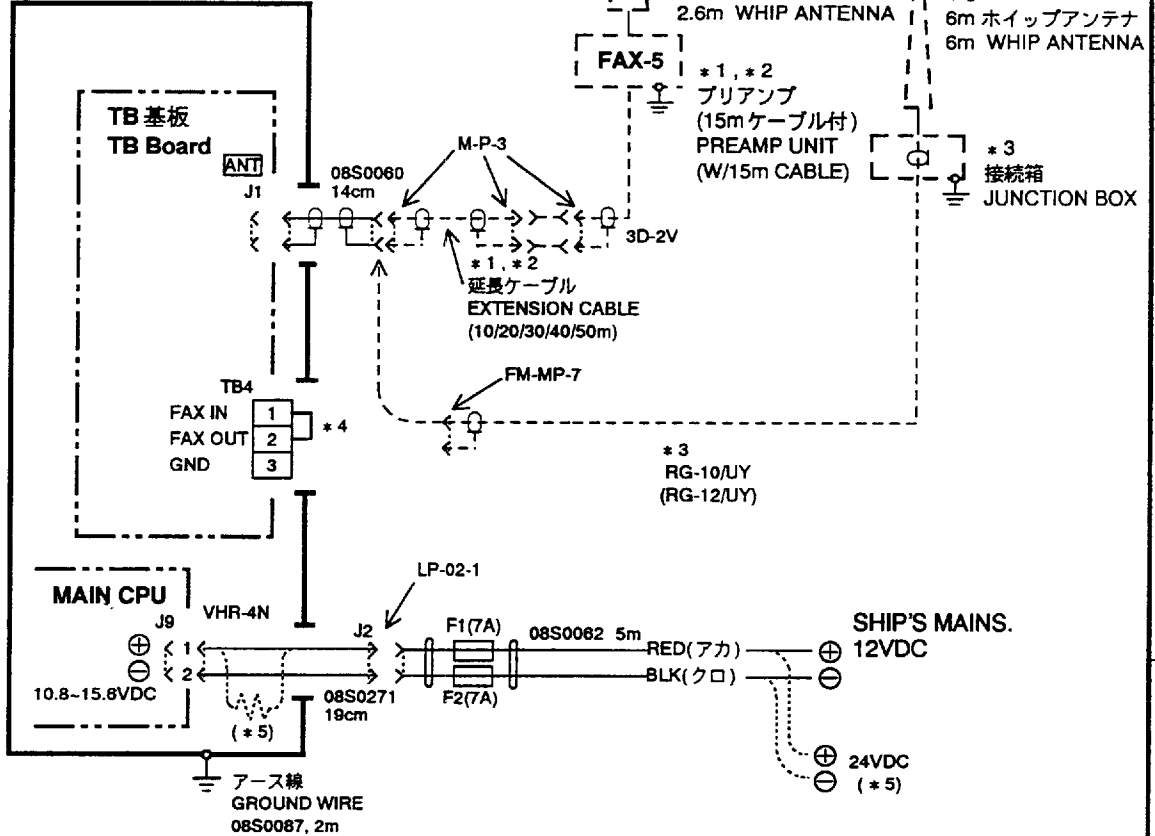 2.6m WHIP ANTENNA
6m ホイップアンテナ
6m WHIP ANTENNA
FAX-5
*1, *2
プリアンプ
(15mケーブル付)
PREAMP UNIT
(W/15m CABLE)
*3
接続箱
JUNCTION BOX
TB 基板
TB Board
ANT
J1
08S0060
14cm
M-P-3
3D-2V
*1, *2
延長ケーブル
EXTENSION CABLE
(10/20/30/40/50m)
FM-MP-7
TB4
FAX IN 1
FAX OUT 2
GND 3
*4
*3
RG-10/UY
(RG-12/UY)
MAIN CPU
J9
VHR-4N
LP-02-1
J2
F1(7A)
08S0062 5m
RED(アカ)
SHIP'S MAINS.
12VDC
⊕ 1
⊖ 2
F2(7A)
BLK(クロ)
⊕
⊖
10.8~15.6VDC
(*5)
08S0271
19cm
⊕ 24VDC
⊖ (*5)
アース線
GROUND WIRE
08S0087, 2m